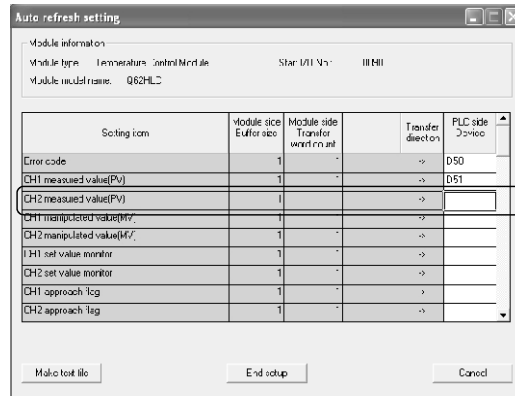 Auto refresh setting
Module information
Module type: Temperature Control Module Start I/O No.:
Module model name: Q62HLC
Setting item Module side Buffer size Module side Transfer word count Transfer direction PLC side Device
Error code 1 -> D50
CH1 measured value(PV) 1 -> D51
CH2 measured value(PV) ->
CH1 manipulated value(MV) 1 ->
CH2 manipulated value(MV) 1 ->
CH1 set value monitor 1 ->
CH2 set value monitor 1 ->
CH1 approach flag 1 ->
CH2 approach flag 1 ->
Make text file End setup Cancel